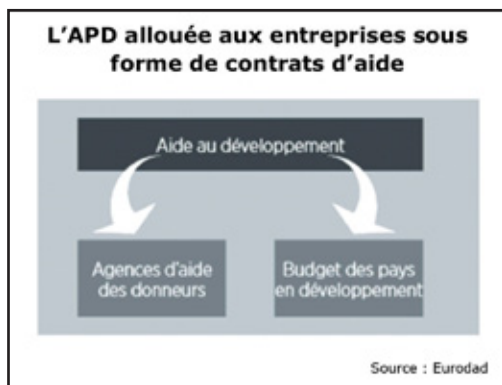 L'APD allouée aux entreprises sous
forme de contrats d'aide
Aide au développement
Agences d'aide
des donneurs
Budget des pays
en développement
Source : Eurodad